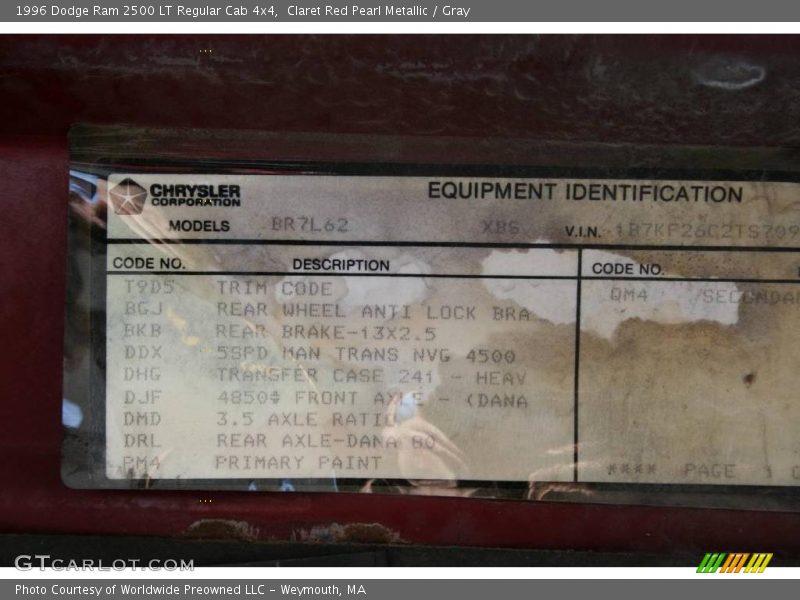 1996 Dodge Ram 2500 LT Regular Cab 4x4, Claret Red Pearl Metallic / Gray
CHRYSLER CORPORATION
EQUIPMENT IDENTIFICATION
MODELS BR7L62 XBS V.I.N. 1B7KF26C2TS709
CODE NO. DESCRIPTION CODE NO.
T9D5 TRIM CODE QM4 /SECONDAR
BGJ REAR WHEEL ANTI LOCK BRA
BKB REAR BRAKE-13X2.5
DDX 5SPD MAN TRANS NVG 4500
DHG TRANSFER CASE 241 - HEAV
DJF 4850# FRONT AXLE - (DANA
DMD 3.5 AXLE RATIO
DRL REAR AXLE-DANA 80
PM4 PRIMARY PAINT **** PAGE 1
GTCARLOT.COM
Photo Courtesy of Worldwide Preowned LLC – Weymouth, MA